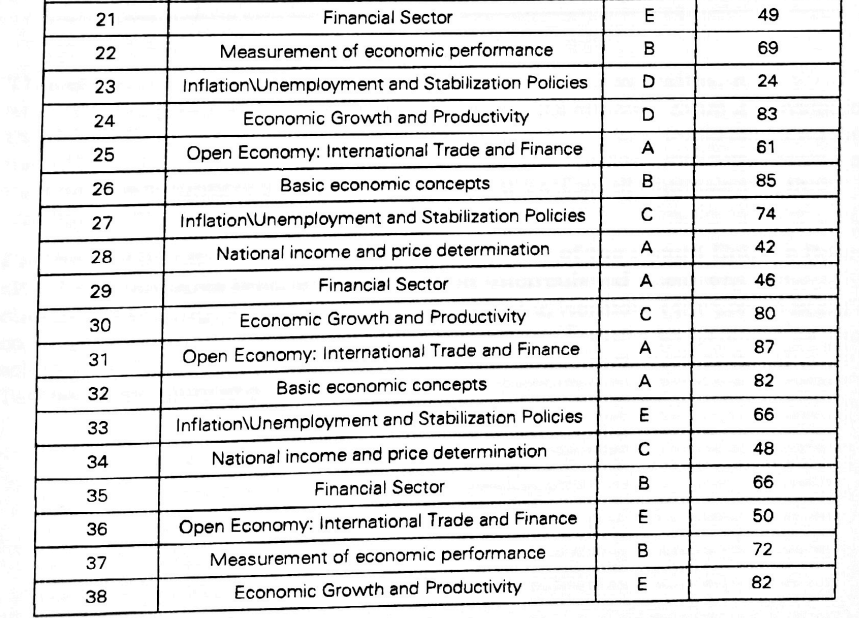 21 Financial Sector E 49
22 Measurement of economic performance B 69
23 Inflation\Unemployment and Stabilization Policies D 24
24 Economic Growth and Productivity D 83
25 Open Economy: International Trade and Finance A 61
26 Basic economic concepts B 85
27 Inflation\Unemployment and Stabilization Policies C 74
28 National income and price determination A 42
29 Financial Sector A 46
30 Economic Growth and Productivity C 80
31 Open Economy: International Trade and Finance A 87
32 Basic economic concepts A 82
33 Inflation\Unemployment and Stabilization Policies E 66
34 National income and price determination C 48
35 Financial Sector B 66
36 Open Economy: International Trade and Finance E 50
37 Measurement of economic performance B 72
38 Economic Growth and Productivity E 82